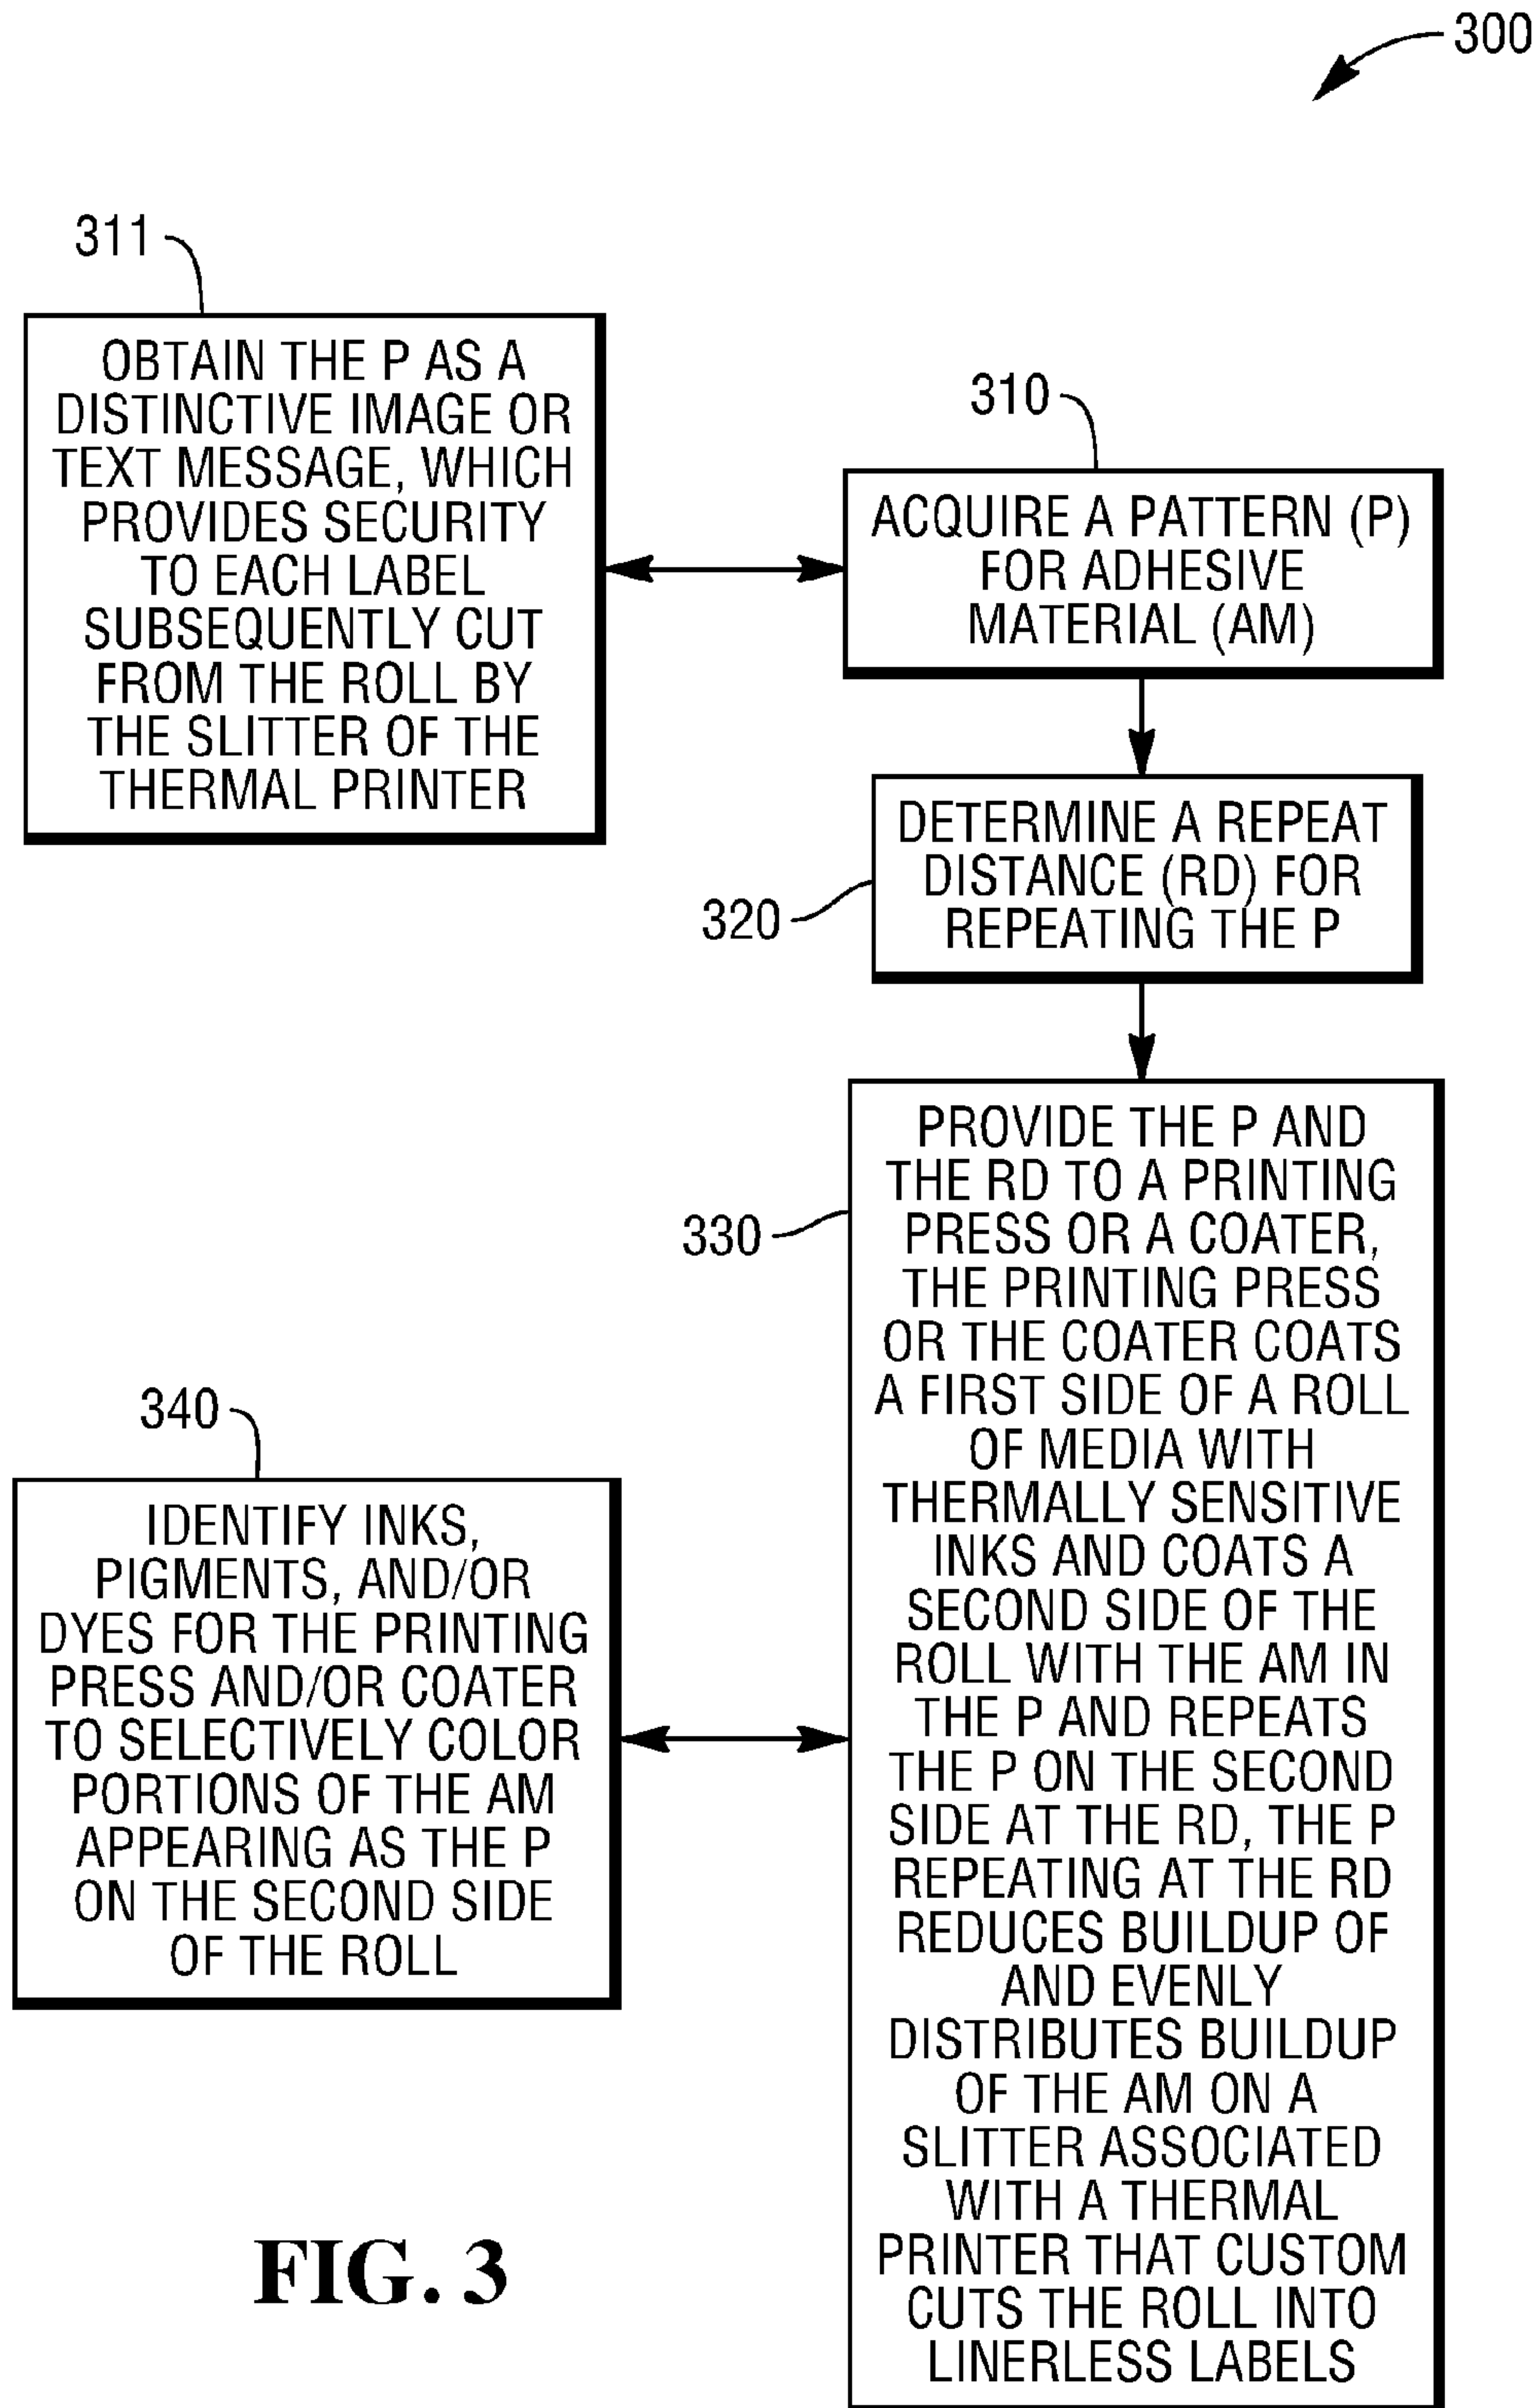 300
311
OBTAIN THE P AS A
DISTINCTIVE IMAGE OR
TEXT MESSAGE, WHICH
PROVIDES SECURITY
TO EACH LABEL
SUBSEQUENTLY CUT
FROM THE ROLL BY
THE SLITTER OF THE
THERMAL PRINTER
310
ACQUIRE A PATTERN (P)
FOR ADHESIVE
MATERIAL (AM)
320
DETERMINE A REPEAT
DISTANCE (RD) FOR
REPEATING THE P
330
PROVIDE THE P AND
THE RD TO A PRINTING
PRESS OR A COATER,
THE PRINTING PRESS
OR THE COATER COATS
A FIRST SIDE OF A ROLL
OF MEDIA WITH
THERMALLY SENSITIVE
INKS AND COATS A
SECOND SIDE OF THE
ROLL WITH THE AM IN
THE P AND REPEATS
THE P ON THE SECOND
SIDE AT THE RD, THE P
REPEATING AT THE RD
REDUCES BUILDUP OF
AND EVENLY
DISTRIBUTES BUILDUP
OF THE AM ON A
SLITTER ASSOCIATED
WITH A THERMAL
PRINTER THAT CUSTOM
CUTS THE ROLL INTO
LINERLESS LABELS
340
IDENTIFY INKS,
PIGMENTS, AND/OR
DYES FOR THE PRINTING
PRESS AND/OR COATER
TO SELECTIVELY COLOR
PORTIONS OF THE AM
APPEARING AS THE P
ON THE SECOND SIDE
OF THE ROLL
FIG. 3